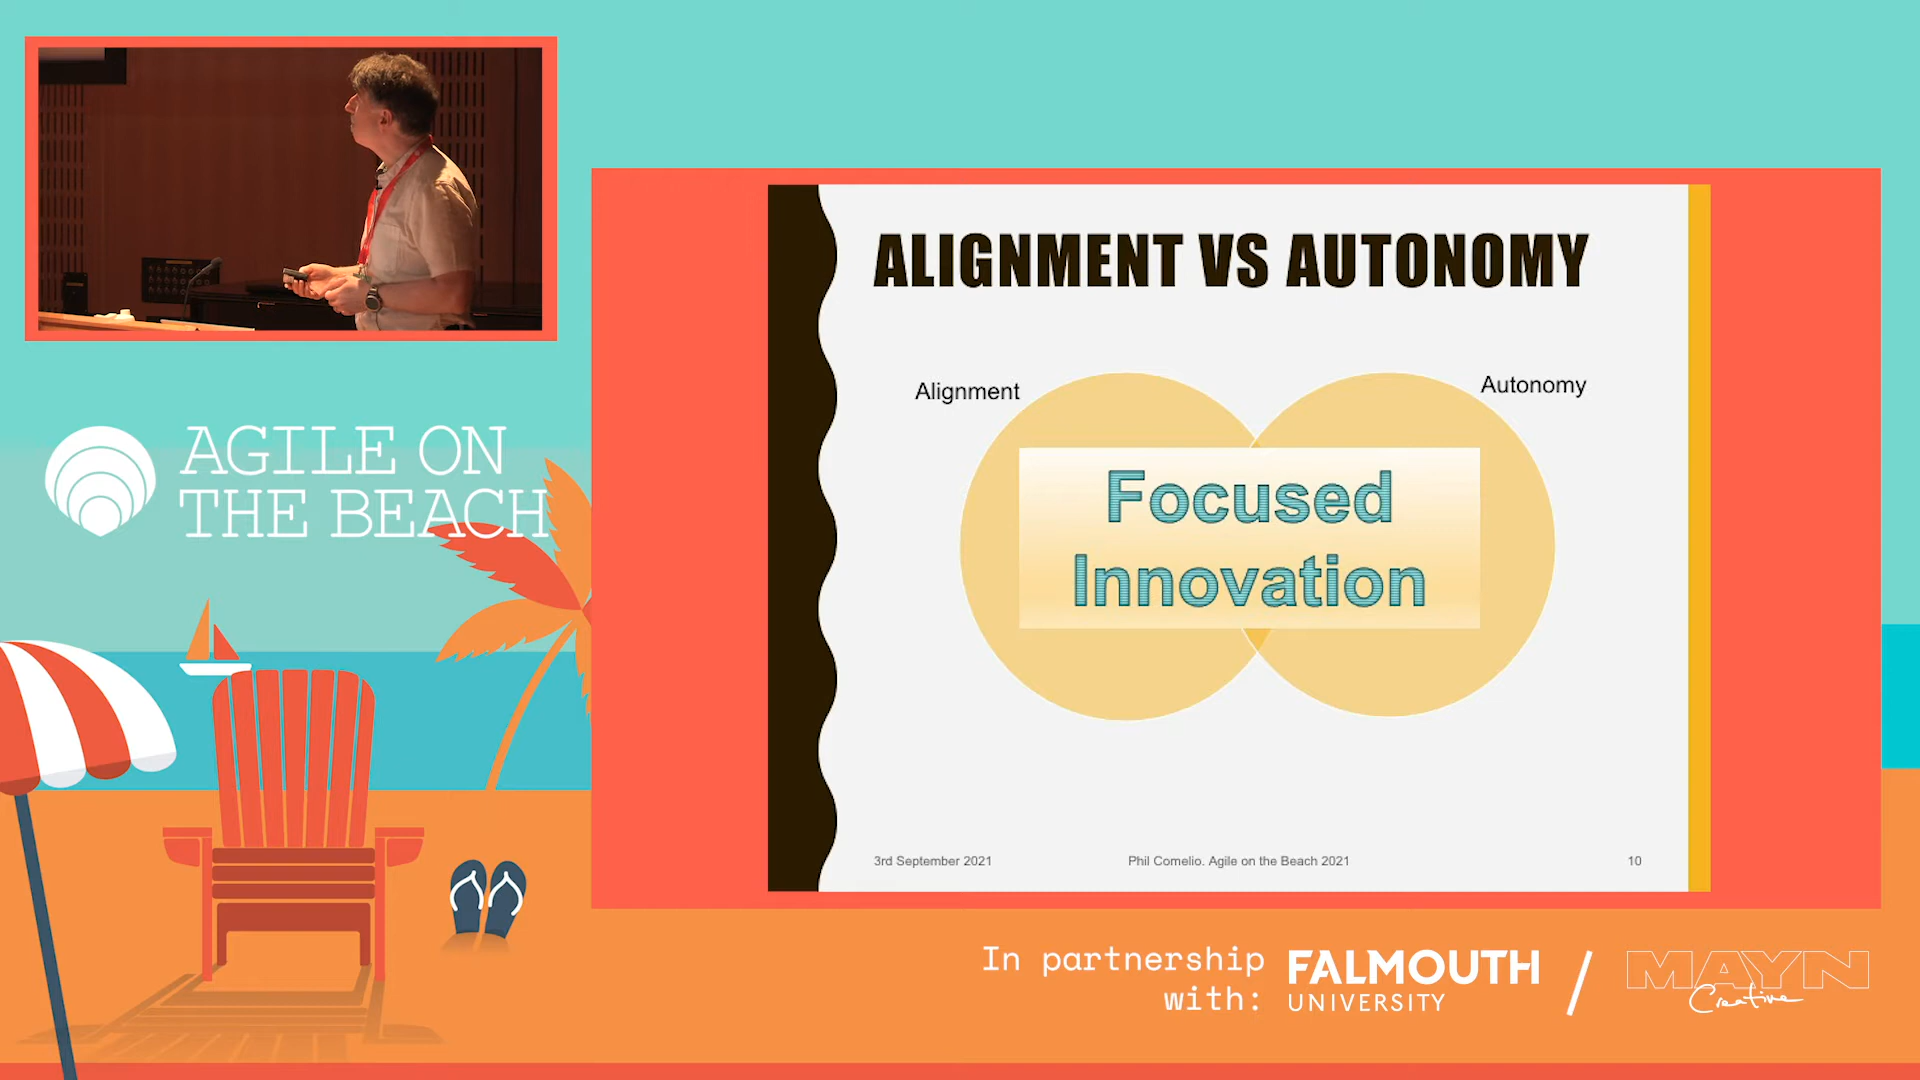 AGILE ON
THE BEACH
ALIGNMENT VS AUTONOMY
Alignment
Autonomy
Focused
Innovation
3rd September 2021
Phil Comelio. Agile on the Beach 2021
10
In partnership
with:
FALMOUTH
UNIVERSITY
/
MAYN
Creative